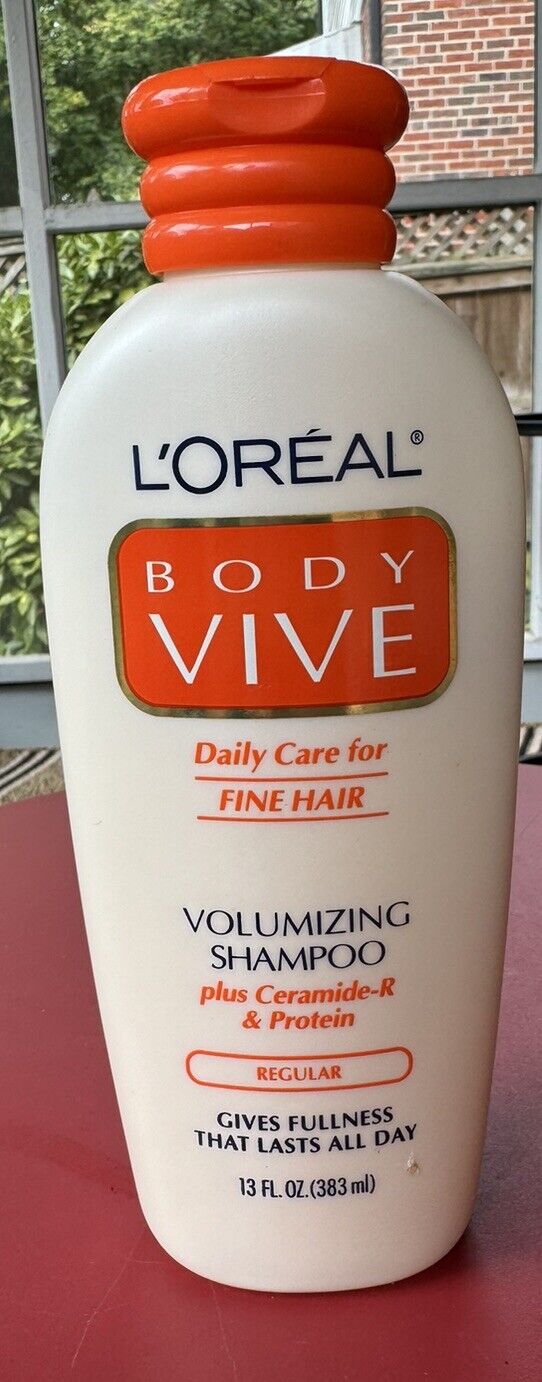 L'ORÉAL®
BODY
VIVE
Daily Care for
FINE HAIR
VOLUMIZING
SHAMPOO
plus Ceramide-R
& Protein
REGULAR
GIVES FULLNESS
THAT LASTS ALL DAY
13 FL. OZ. (383 ml)